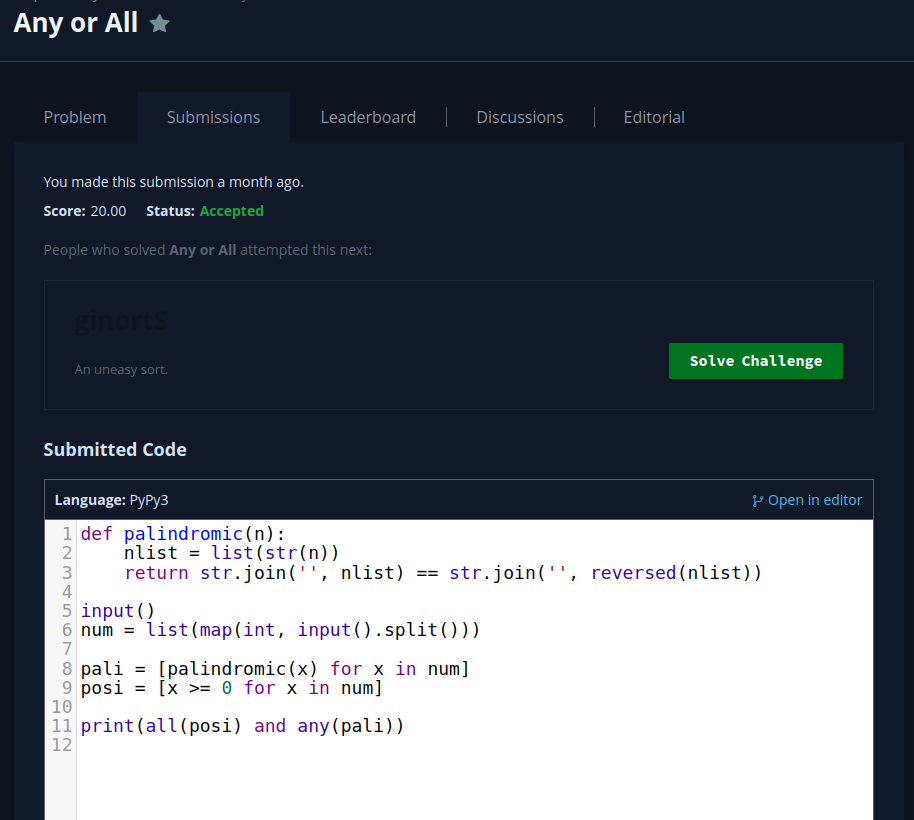 Any or All
Problem
Submissions
Leaderboard
Discussions
Editorial
You made this submission a month ago.
Score: 20.00 Status: Accepted
People who solved Any or All attempted this next:
ginortS
An uneasy sort.
Solve Challenge
Submitted Code
Language: PyPy3
Open in editor
1 def palindromic(n):
2     nlist = list(str(n))
3     return str.join('', nlist) == str.join('', reversed(nlist))
4
5 input()
6 num = list(map(int, input().split()))
7
8 pali = [palindromic(x) for x in num]
9 posi = [x >= 0 for x in num]
10
11 print(all(posi) and any(pali))
12